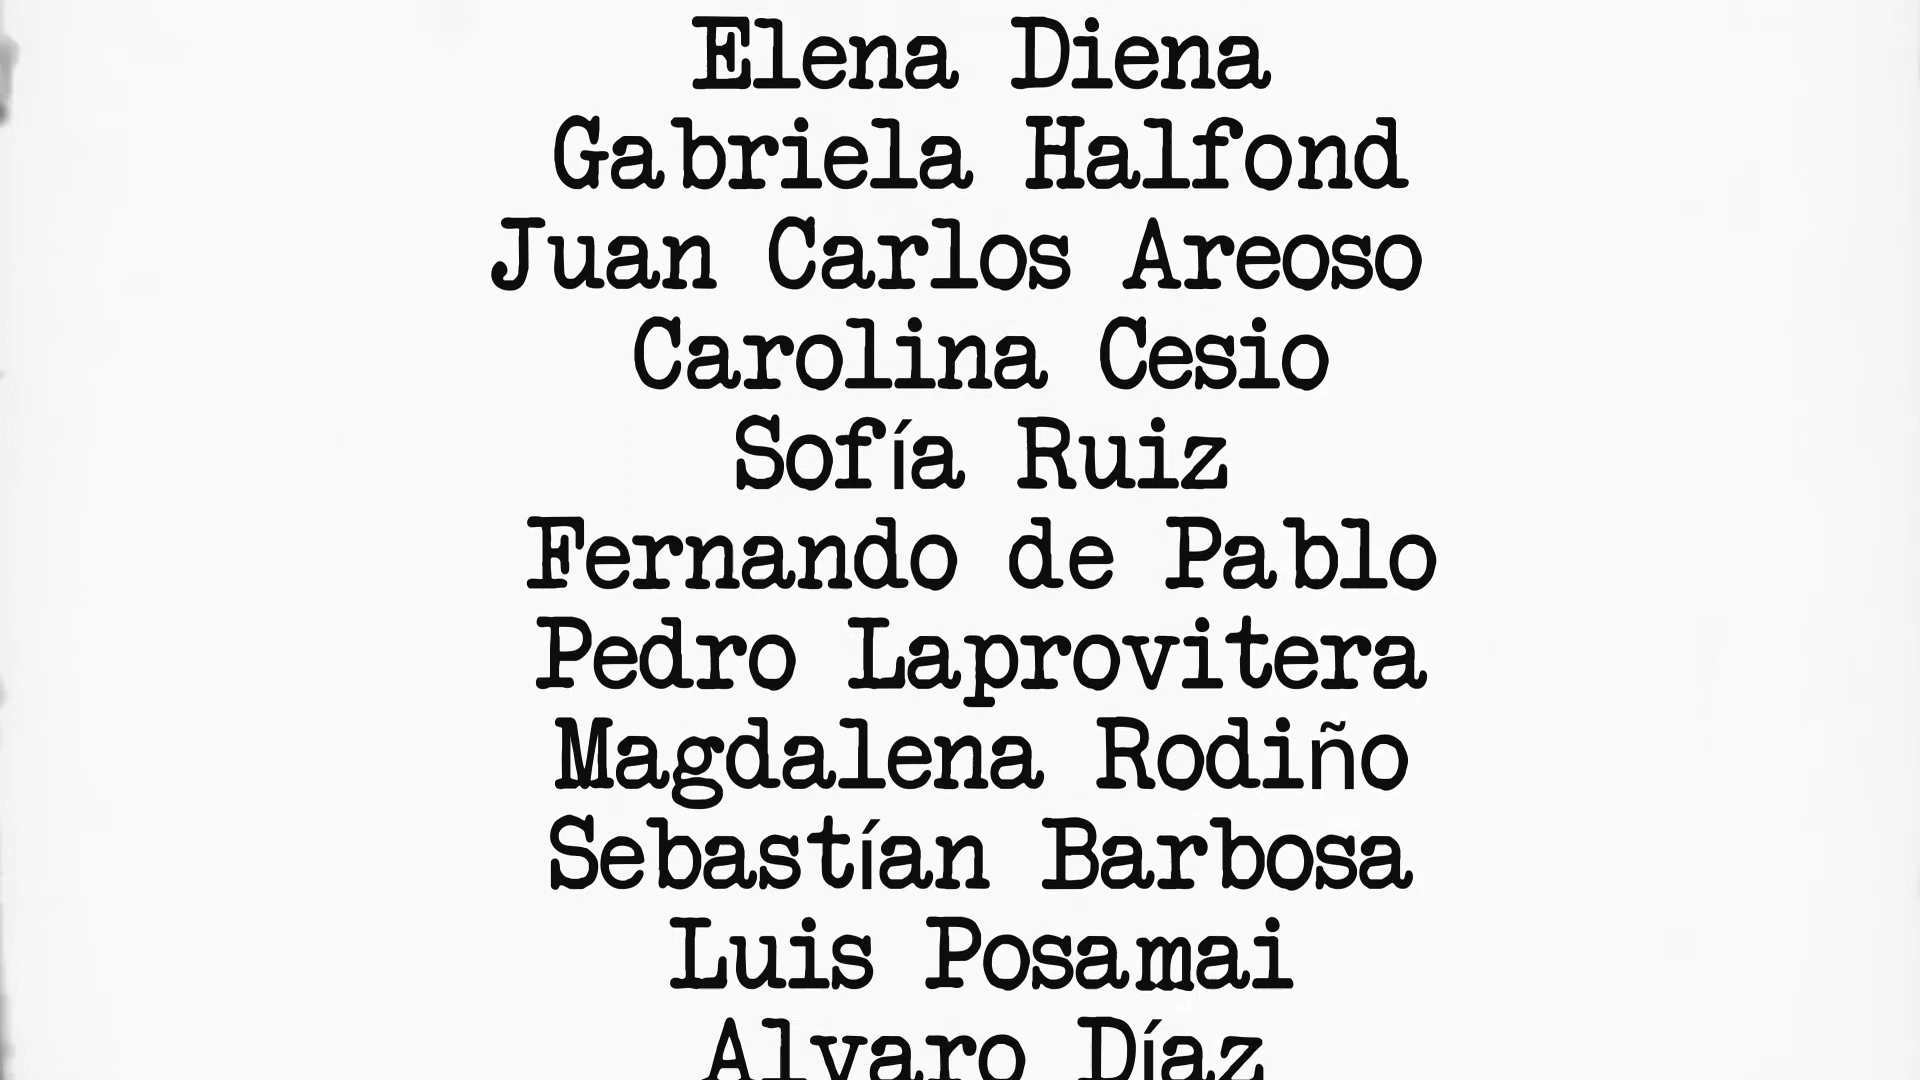 Elena Diena
Gabriela Halfond
Juan Carlos Areoso
Carolina Cesio
Sofía Ruiz
Fernando de Pablo
Pedro Laprovitera
Magdalena Rodiño
Sebastían Barbosa
Luis Posamai
Alvaro Díaz